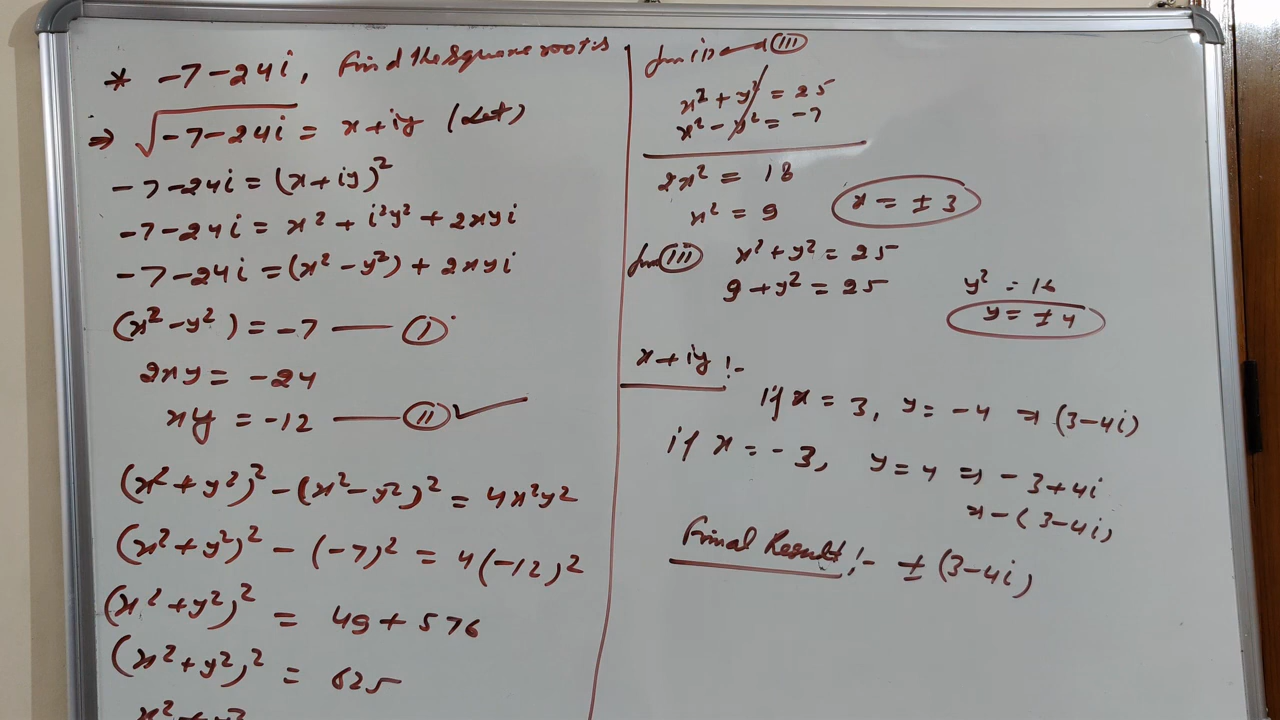 * -7-24i, Find the Square root is
⇒ √-7-24i = x+iy (Let)
-7-24i = (x+iy)²
-7-24i = x² + i²y² + 2xyi
-7-24i = (x² - y²) + 2xyi
(x²-y²) = -7 — (I)
2xy = -24
xy = -12 — (II) ✓
(x²+y²)² - (x²-y²)² = 4x²y²
(x²+y²)² - (-7)² = 4(-12)²
(x²+y²)² = 49 + 576
(x²+y²)² = 625
x² + y²
(III)
x² + y² = 25
x² - y² = -7
2x² = 18
x² = 9
x = ±3
(III) x² + y² = 25
9 + y² = 25
y² = 16
y = ±4
x + iy :-
if x = 3, y = -4 ⇒ (3-4i)
if x = -3, y = 4 ⇒ -3+4i
⇒ -(3-4i)
Final Result :- ± (3-4i)